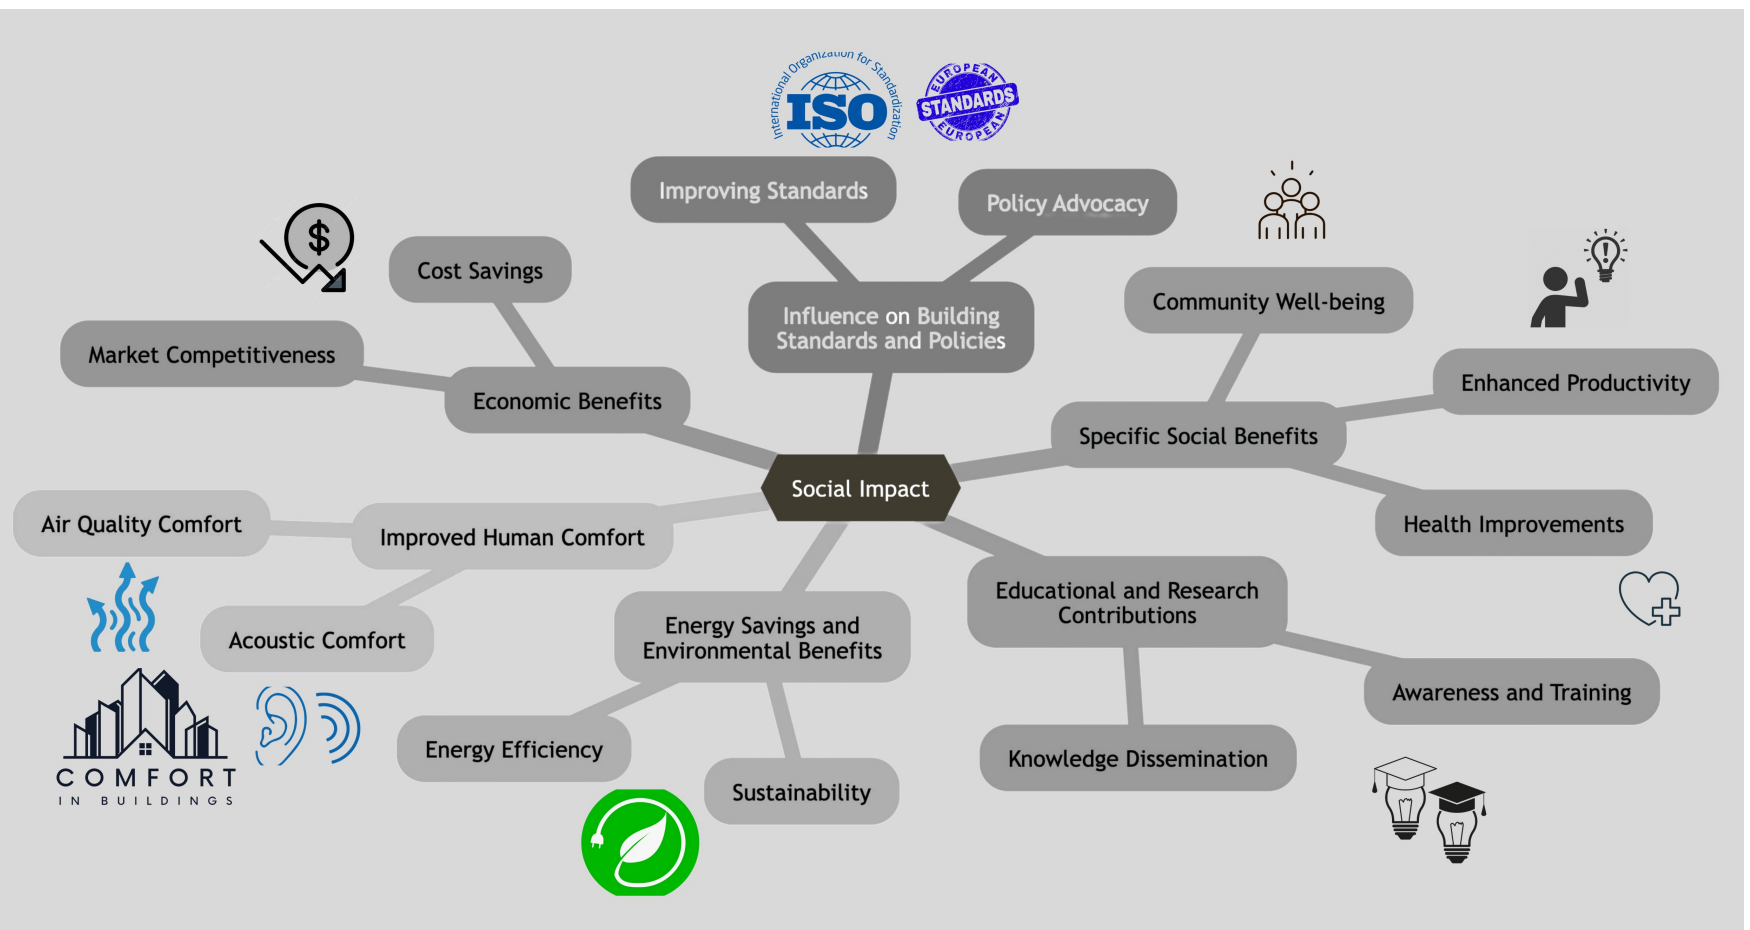 International Organization for Standardization
ISO
EUROPEAN
STANDARDS
EUROPEAN
Improving Standards
Policy Advocacy
$
Cost Savings
Influence on Building
Standards and Policies
Community Well-being
Market Competitiveness
Enhanced Productivity
Economic Benefits
Specific Social Benefits
Social Impact
Air Quality Comfort
Improved Human Comfort
Health Improvements
Educational and Research
Contributions
Acoustic Comfort
Energy Savings and
Environmental Benefits
Awareness and Training
Energy Efficiency
Knowledge Dissemination
Sustainability
COMFORT
IN BUILDINGS